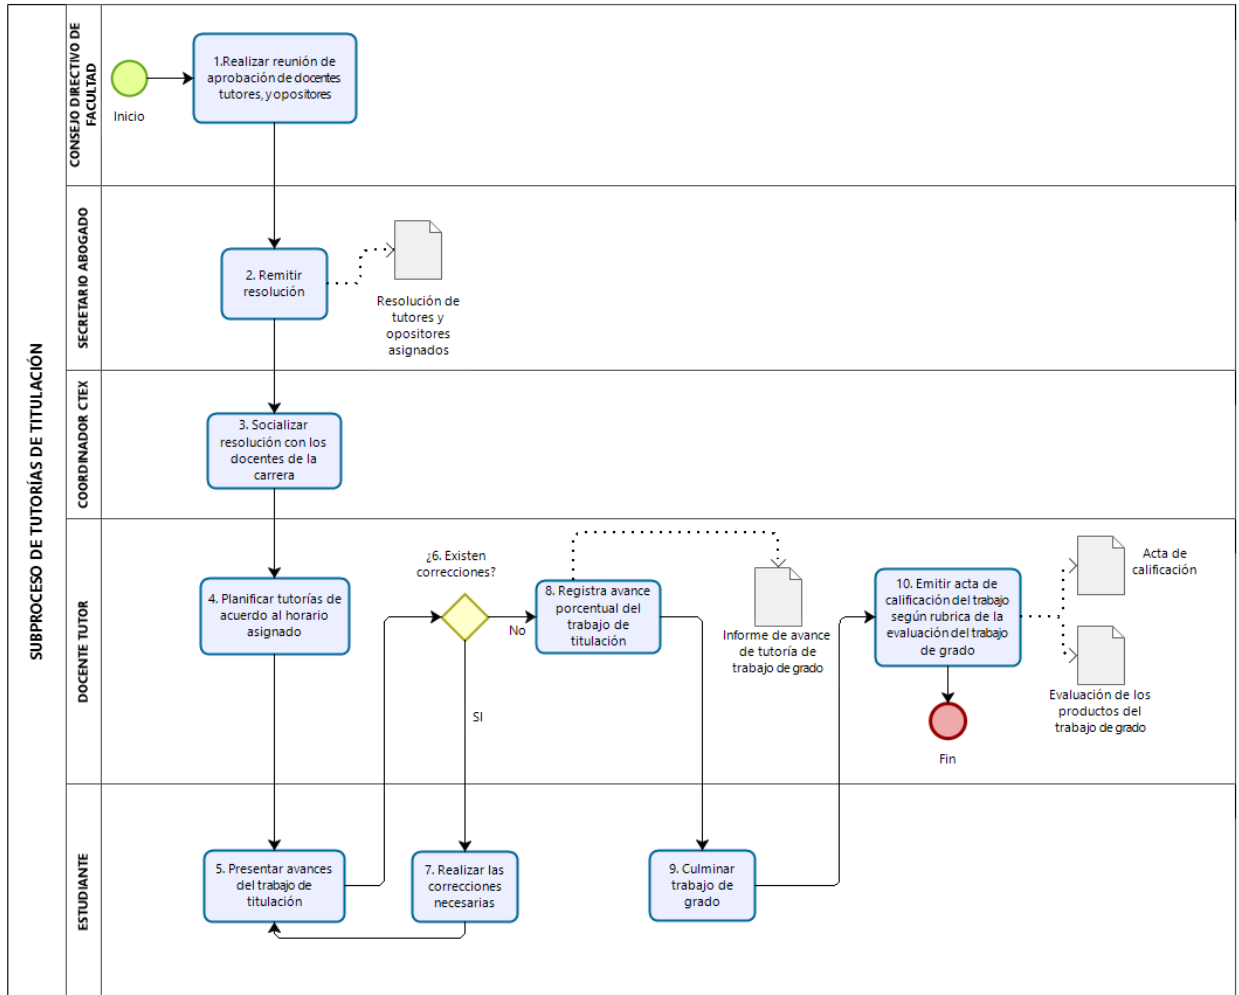 SUBPROCESO DE TUTORÍAS DE TITULACIÓN
CONSEJO DIRECTIVO DE
FACULTAD
Inicio
1.Realizar reunión de
aprobación de docentes
tutores, y opositores
SECRETARIO ABOGADO
2. Remitir
resolución
Resolución de
tutores y
opositores
asignados
COORDINADOR CTEX
3. Socializar
resolución con los
docentes de la
carrera
DOCENTE TUTOR
4. Planificar tutorías de
acuerdo al horario
asignado
¿6. Existen
correcciones?
No
SI
8. Registra avance
porcentual del
trabajo de
titulación
Informe de avance
de tutoría de
trabajo de grado
10. Emitir acta de
calificación del trabajo
según rubrica de la
evaluación del trabajo
de grado
Acta de
calificación
Evaluación de los
productos del
trabajo de grado
Fin
ESTUDIANTE
5. Presentar avances
del trabajo de
titulación
7. Realizar las
correcciones
necesarias
9. Culminar
trabajo de
grado